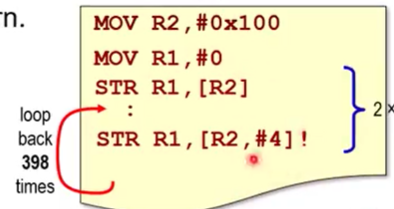 rn.
MOV R2,#0x100
MOV R1,#0
STR R1,[R2]
:
STR R1,[R2,#4]!
loop
back
398
times
2 ×